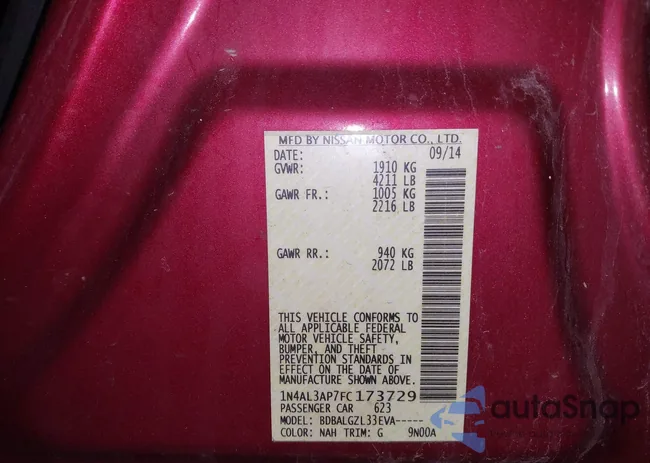 MFD BY NISSAN MOTOR CO., LTD.
DATE: 09/14
GVWR: 1910 KG
4211 LB
GAWR FR.: 1005 KG
2216 LB
GAWR RR.: 940 KG
2072 LB
THIS VEHICLE CONFORMS TO
ALL APPLICABLE FEDERAL
MOTOR VEHICLE SAFETY,
BUMPER, AND THEFT
PREVENTION STANDARDS IN
EFFECT ON THE DATE OF
MANUFACTURE SHOWN ABOVE.
1N4AL3AP7FC173729
PASSENGER CAR 623
MODEL: BDBALGZL33EVA-----
COLOR: NAH TRIM: G 9N00A
autoSnap
www.autosnap.cc